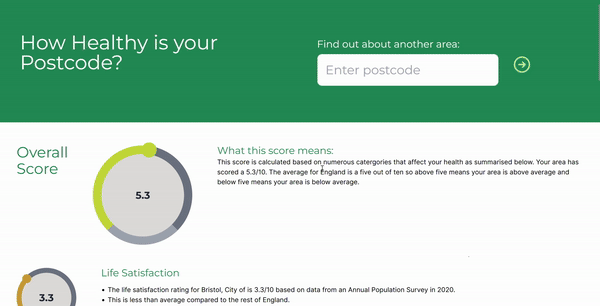 How Healthy is your
Postcode?
Find out about another area:
Enter postcode
Overall
Score
5.3
What this score means:
This score is calculated based on numerous catergories that affect your health as summarised below. Your area has
scored a 5.3/10. The average for England is a five out of ten so above five means your area is above average and
below five means your area is below average.
Life Satisfaction
3.3
• The life satisfaction rating for Bristol, City of is 3.3/10 based on data from an Annual Population Survey in 2020.
• This is less than average compared to the rest of England.